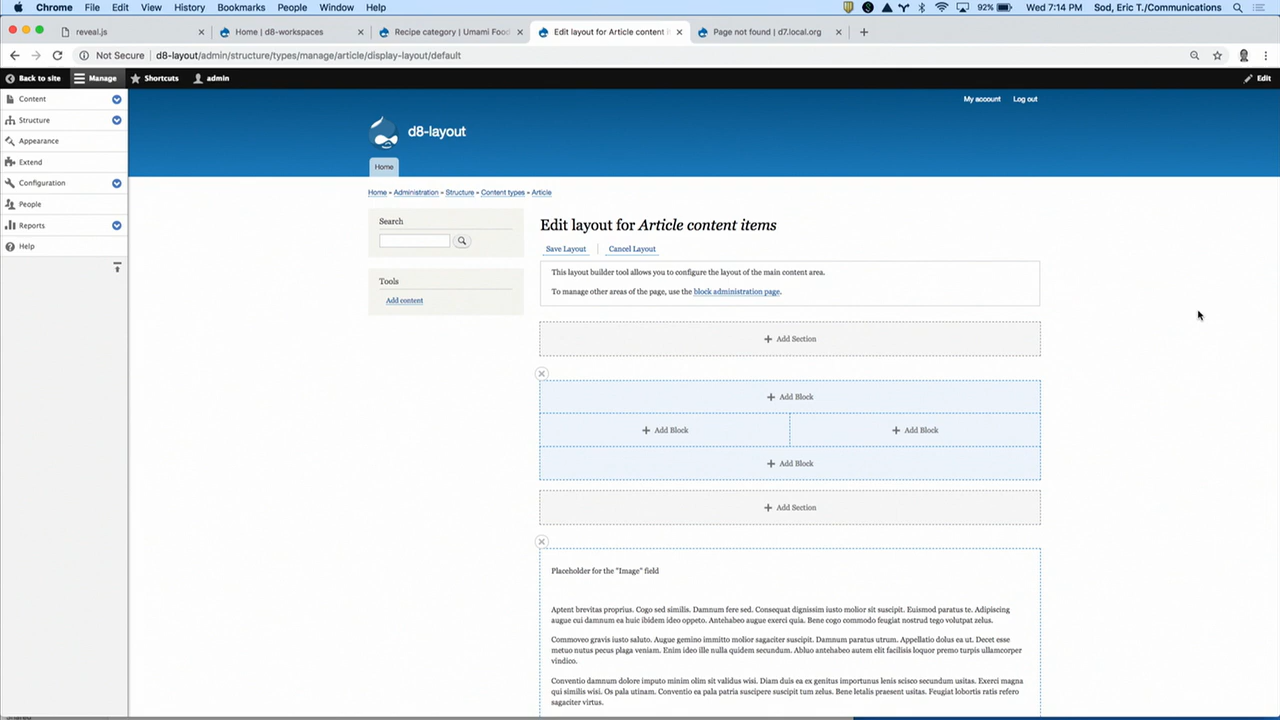 Chrome File Edit View History Bookmarks People Window Help 92% Wed 7:14 PM Sod, Eric T./Communications
reveal.js Home | d8-workspaces Recipe category | Umami Food Edit layout for Article content i Page not found | d7.local.org
Not Secure d8-layout/admin/structure/types/manage/article/display-layout/default
Back to site Manage Shortcuts admin Edit
Content
Structure
Appearance
Extend
Configuration
People
Reports
Help
My account Log out
d8-layout
Home
Home » Administration » Structure » Content types » Article
Search
Tools
Add content
Edit layout for Article content items
Save Layout Cancel Layout
This layout builder tool allows you to configure the layout of the main content area.
To manage other areas of the page, use the block administration page.
+ Add Section
+ Add Block
+ Add Block + Add Block
+ Add Block
+ Add Section
Placeholder for the "Image" field
Aptent brevitas proprius. Cogo sed similis. Damnum fere sed. Consequat dignissim iusto molior sit suscipit. Euismod paratus te. Adipiscing
augue cui damnum ea huic ibidem ideo oppeto. Antehabeo augue exerci quia. Bene cogo commodo feugiat nostrud tego volutpat zelus.
Commoveo gravis iusto saluto. Augue gemino immitto molior sagaciter suscipit. Damnum paratus utrum. Appellatio dolus ea ut. Decet esse
metuo nutus pecus plaga veniam. Enim ideo ille nulla quidem secundum. Abluo antehabeo autem elit facilisis loquor premo turpis ullamcorper
vindico.
Conventio damnum dolore imputo minim olim sit validus wisi. Diam duis ea ex genitus importunus lenis scisco secundum usitas. Exerci magna
qui similis wisi. Os pala utinam. Conventio ea pala patria suscipere suscipit tum zelus. Bene letalis praesent usitas. Feugiat lobortis ratis refero
sagaciter virtus.